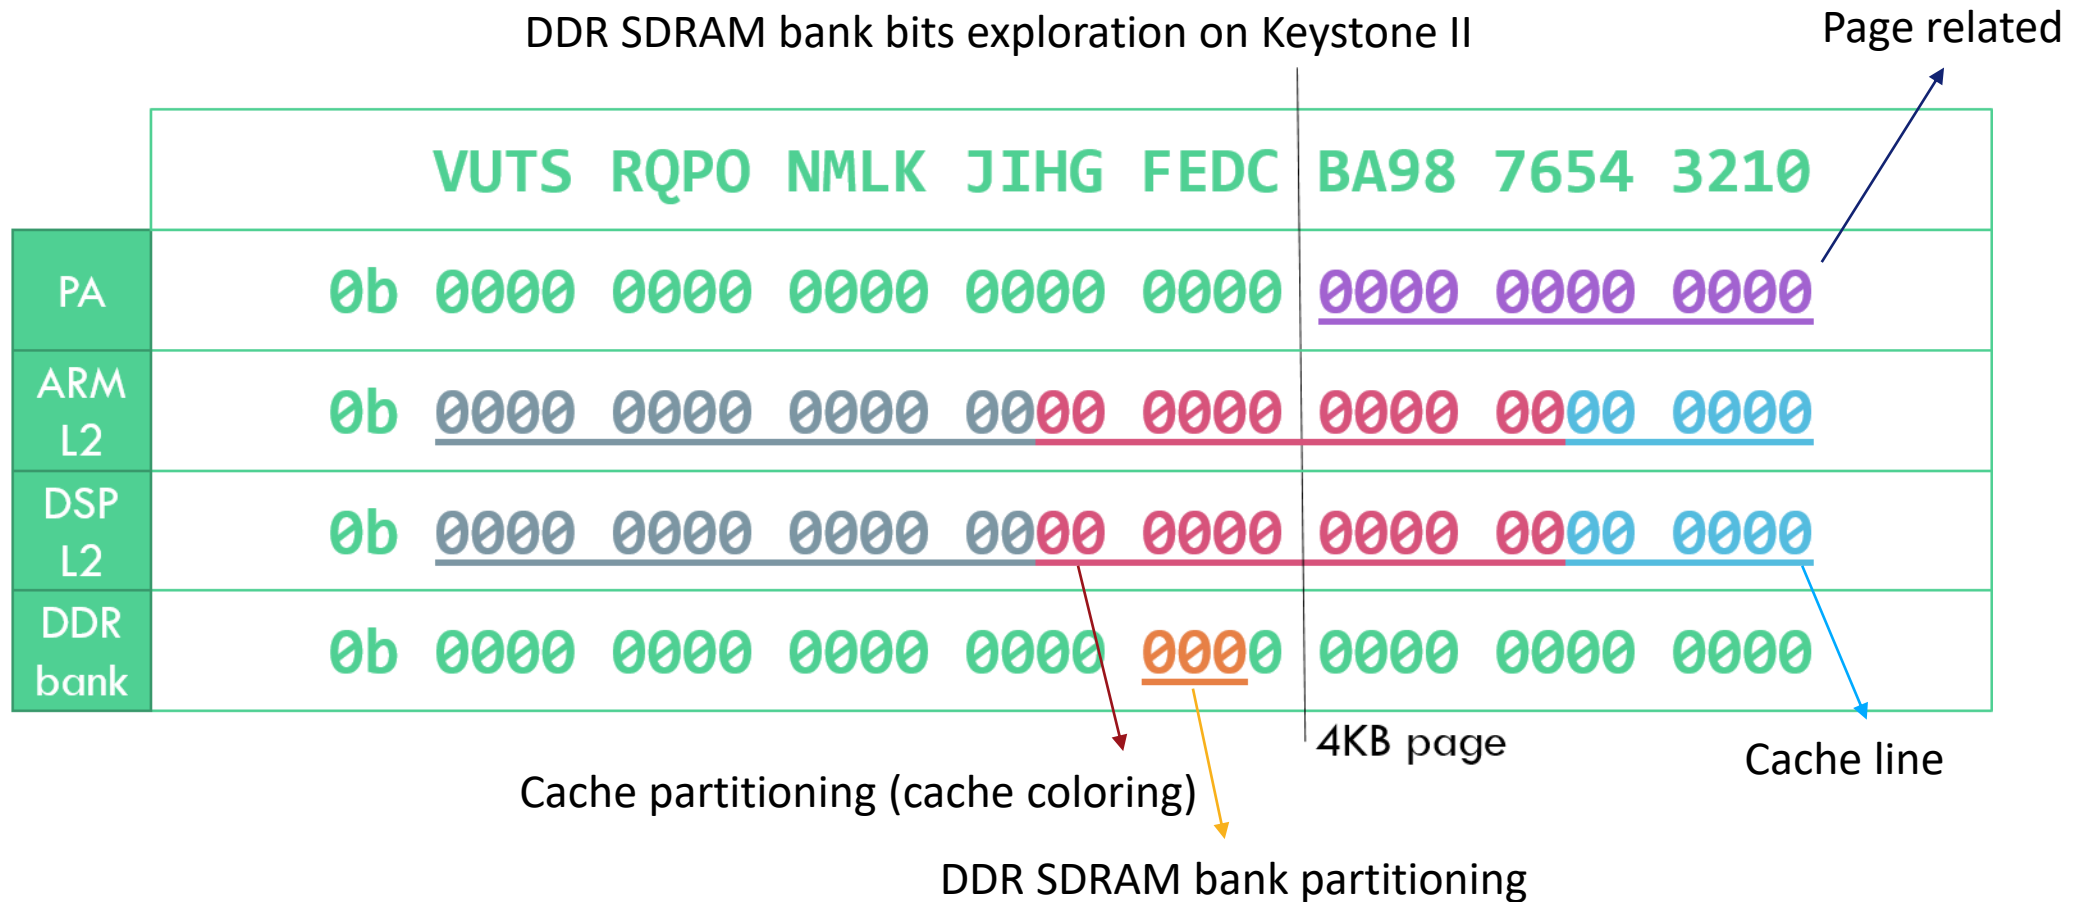 DDR SDRAM bank bits exploration on Keystone II
Page related
VUTS RQPO NMLK JIHG FEDC BA98 7654 3210
PA 0b 0000 0000 0000 0000 0000 0000 0000 0000
ARM L2 0b 0000 0000 0000 0000 0000 0000 0000 0000
DSP L2 0b 0000 0000 0000 0000 0000 0000 0000 0000
DDR bank 0b 0000 0000 0000 0000 0000 0000 0000 0000
4KB page
Cache line
Cache partitioning (cache coloring)
DDR SDRAM bank partitioning